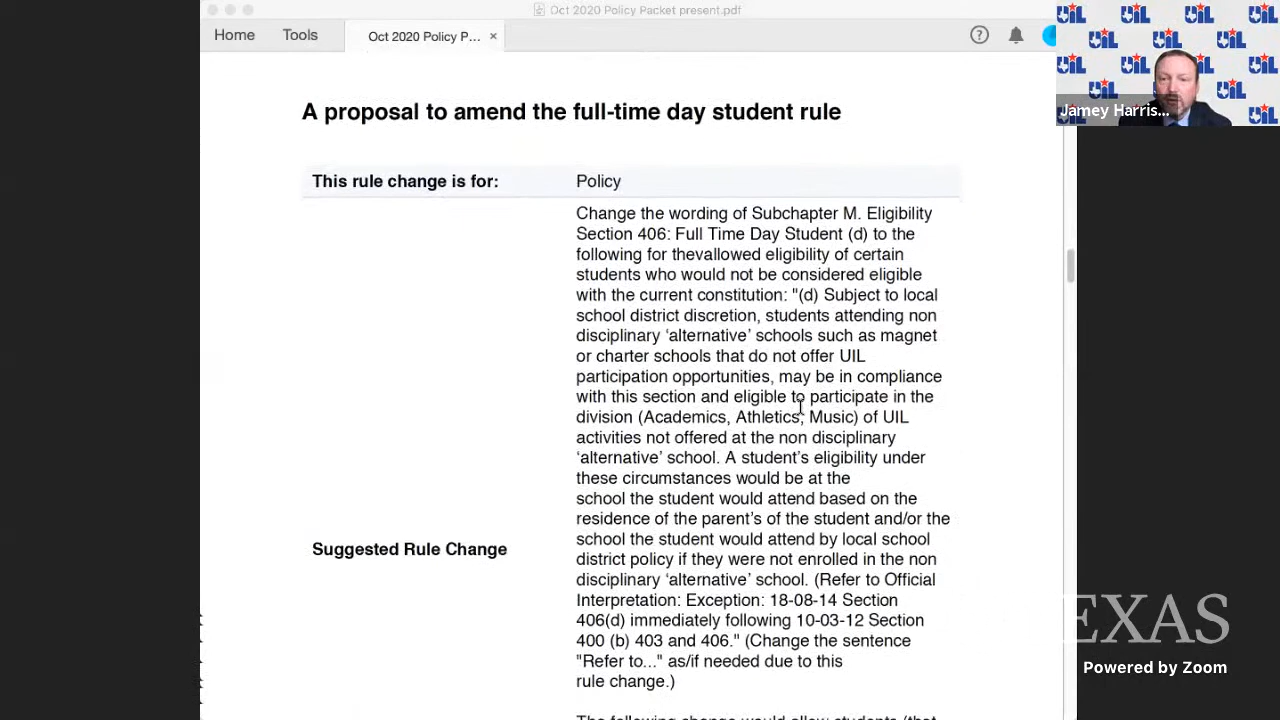 Oct 2020 Policy Packet present.pdf
Home
Tools
Oct 2020 Policy P... ×
UIL
Jamey Harris...
A proposal to amend the full-time day student rule
This rule change is for:
Policy
Change the wording of Subchapter M. Eligibility
Section 406: Full Time Day Student (d) to the
following for thevallowed eligibility of certain
students who would not be considered eligible
with the current constitution: "(d) Subject to local
school district discretion, students attending non
disciplinary ‘alternative’ schools such as magnet
or charter schools that do not offer UIL
participation opportunities, may be in compliance
with this section and eligible to participate in the
division (Academics, Athletics, Music) of UIL
activities not offered at the non disciplinary
‘alternative’ school. A student’s eligibility under
these circumstances would be at the
school the student would attend based on the
residence of the parent’s of the student and/or the
Suggested Rule Change
school the student would attend by local school
district policy if they were not enrolled in the non
disciplinary ‘alternative’ school. (Refer to Official
Interpretation: Exception: 18-08-14 Section
406(d) immediately following 10-03-12 Section
400 (b) 403 and 406." (Change the sentence
"Refer to..." as/if needed due to this
rule change.)
The following change would allow students (that
EXAS
Powered by Zoom